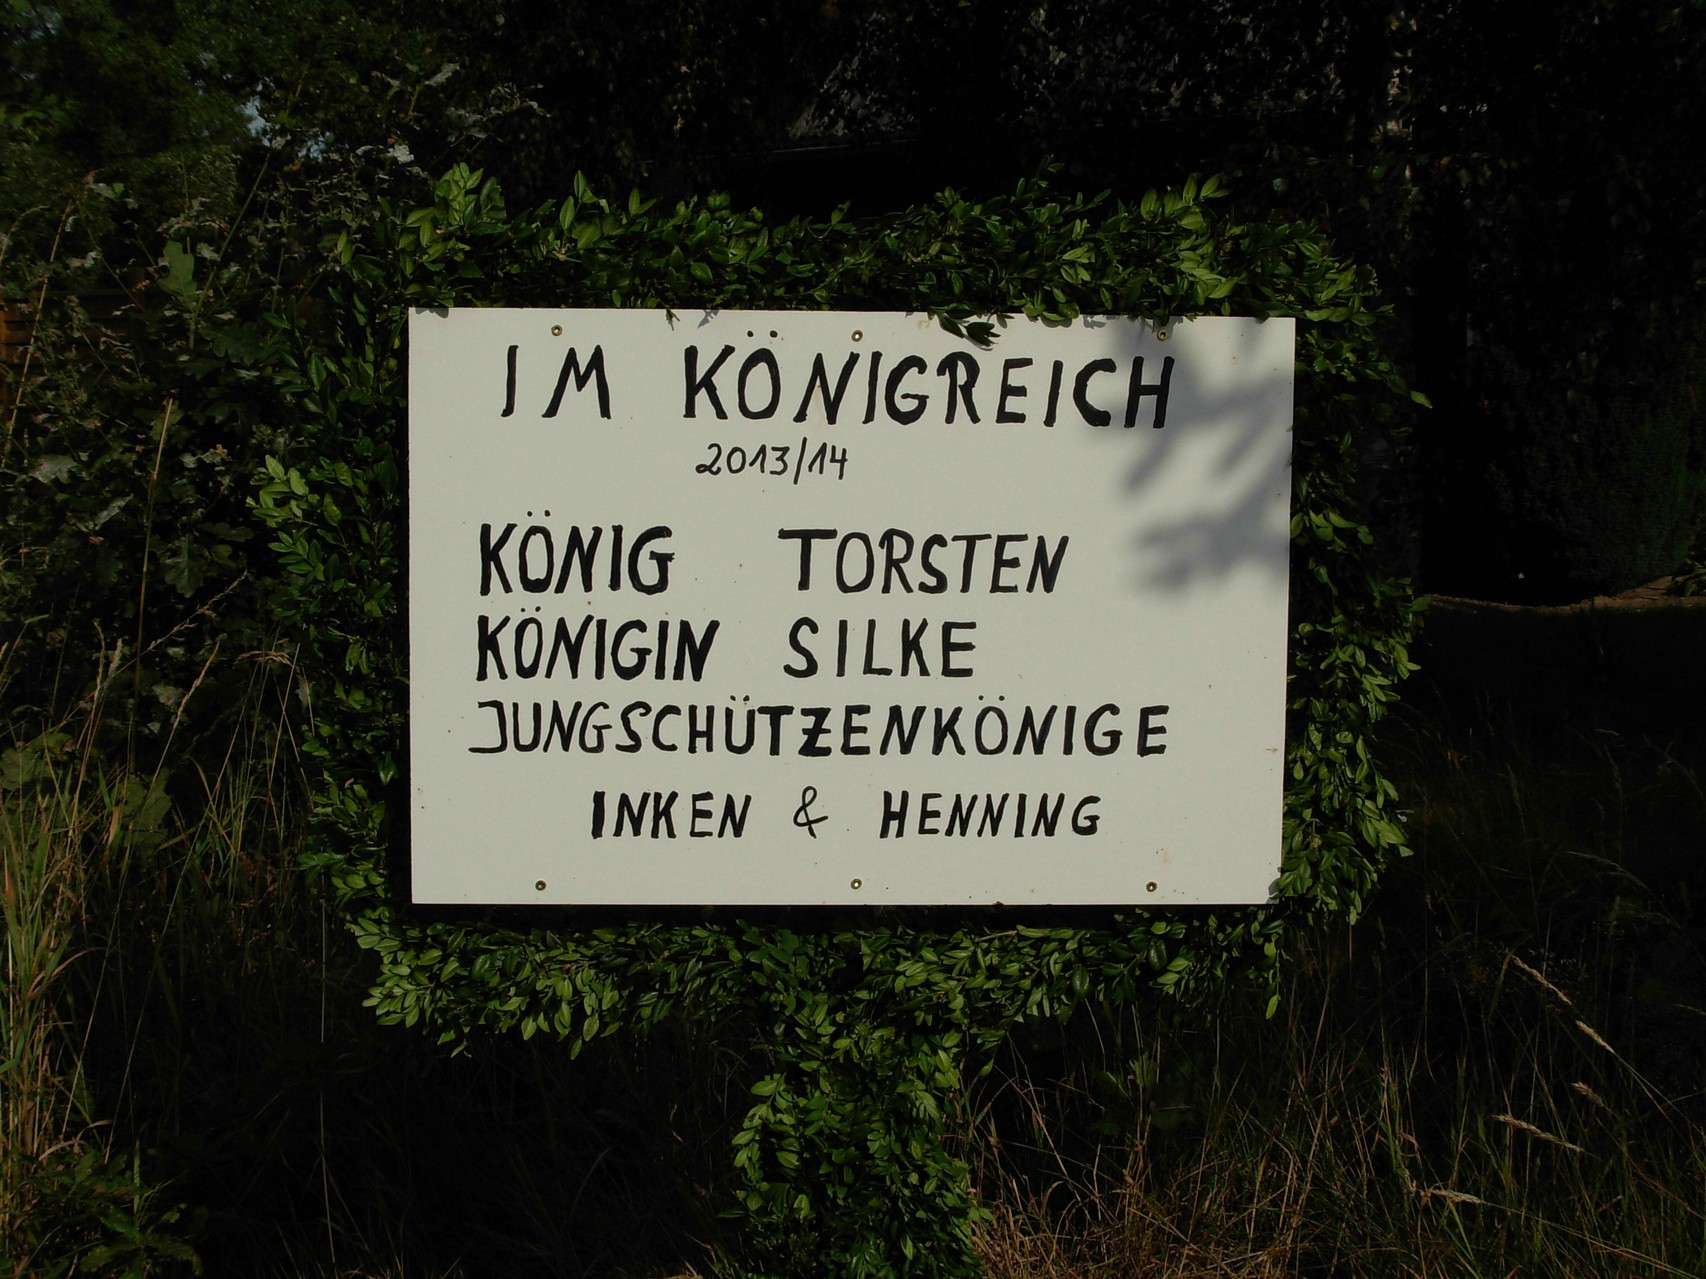 IM KÖNIGREICH
2013/14
KÖNIG TORSTEN
KÖNIGIN SILKE
JUNGSCHÜTZENKÖNIGE
INKEN & HENNING